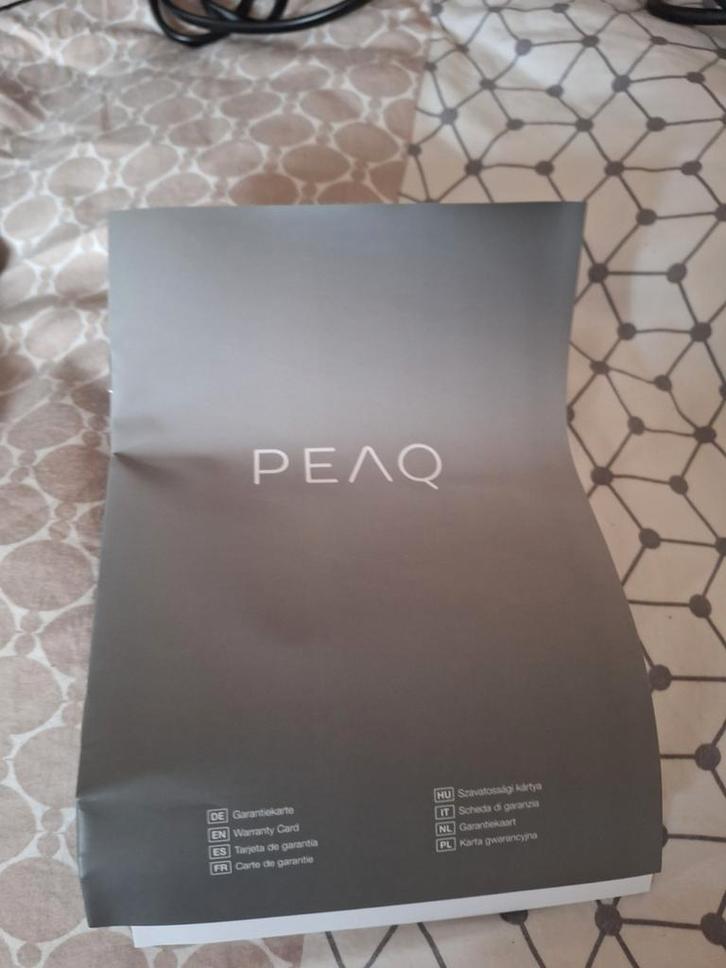 PEAQ
DE Garantiekarte
EN Warranty Card
ES Tarjeta de garantía
FR Carte de garantie
HU Szavatossági kártya
IT Scheda di garanzia
NL Garantiekaart
PL Karta gwarancyjna